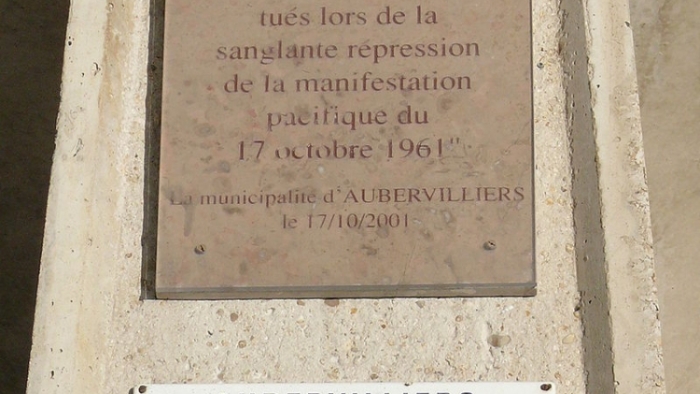 tués lors de la
sanglante répression
de la manifestation
pacifique du
17 octobre 1961"
La municipalité d'AUBERVILLIERS
le 17/10/2001